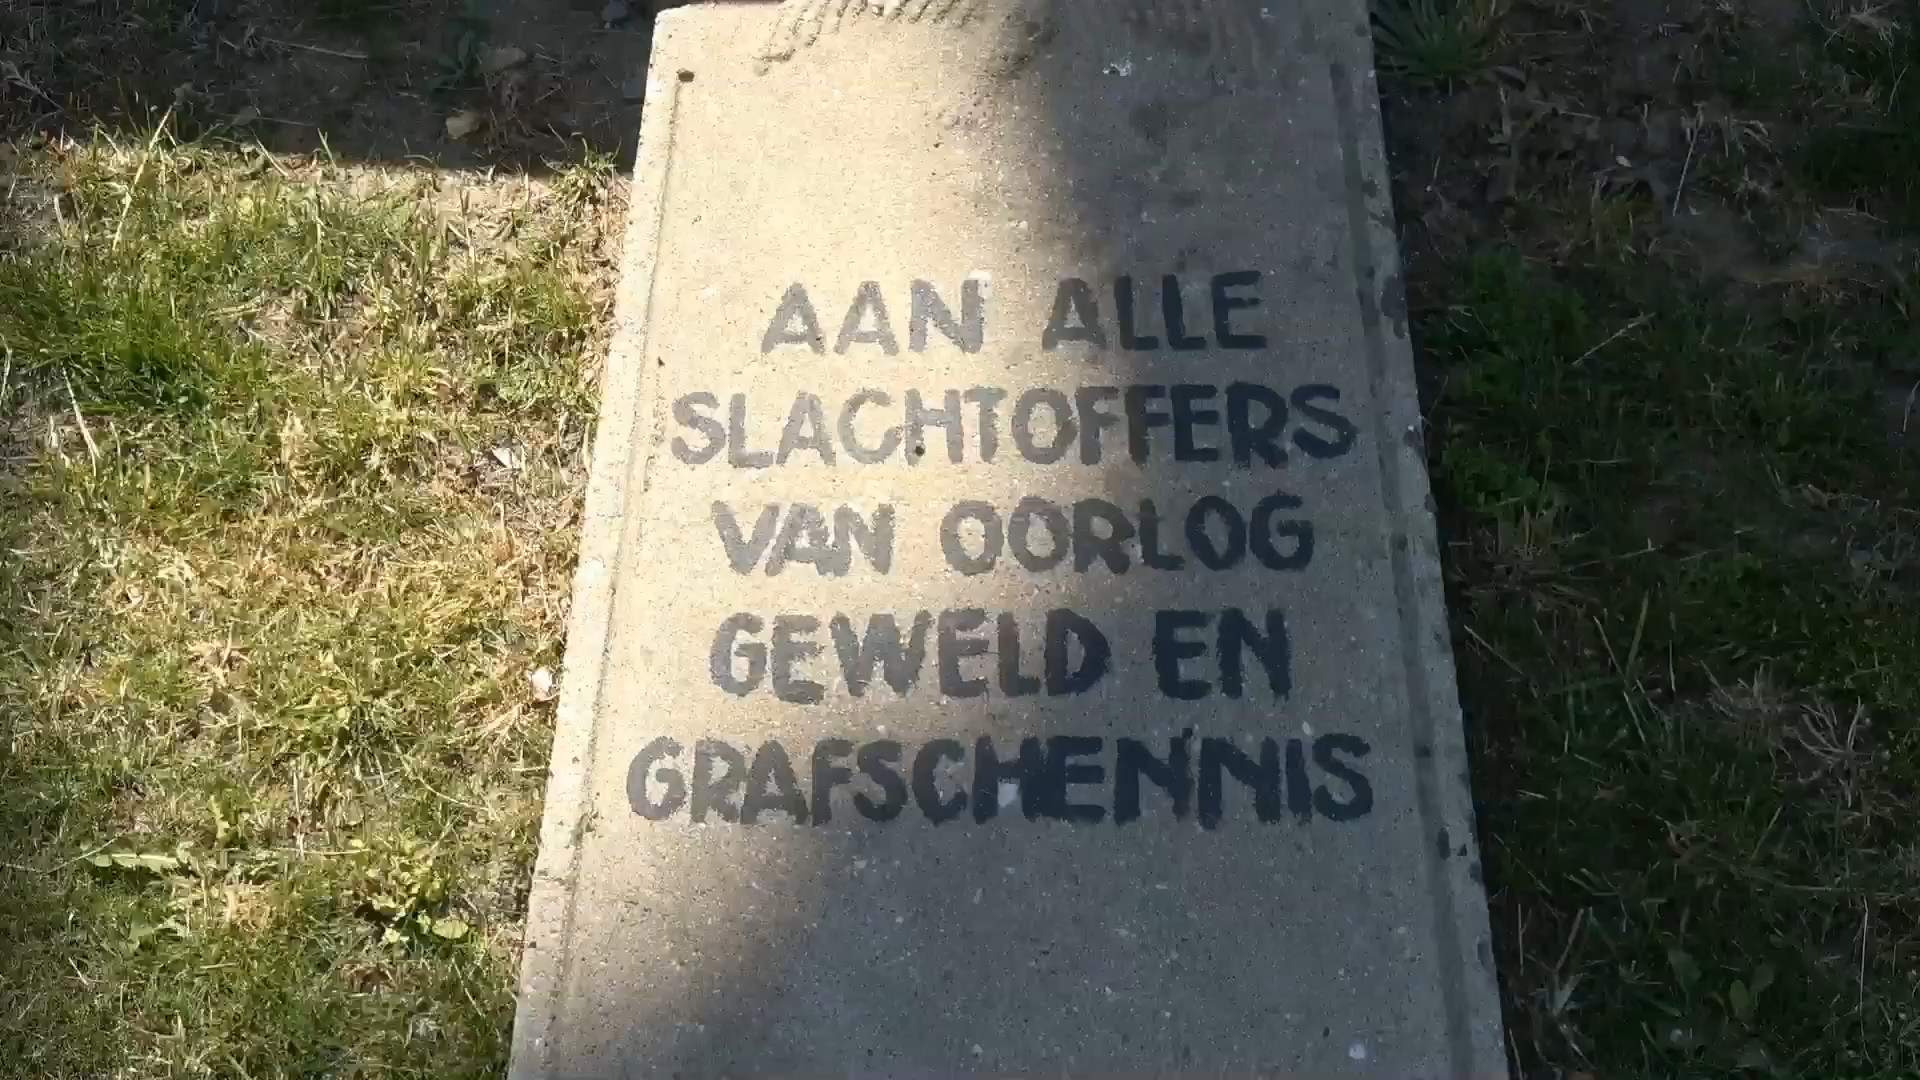 AAN ALLE
SLACHTOFFERS
VAN OORLOG
GEWELD EN
GRAFSCHENNIS